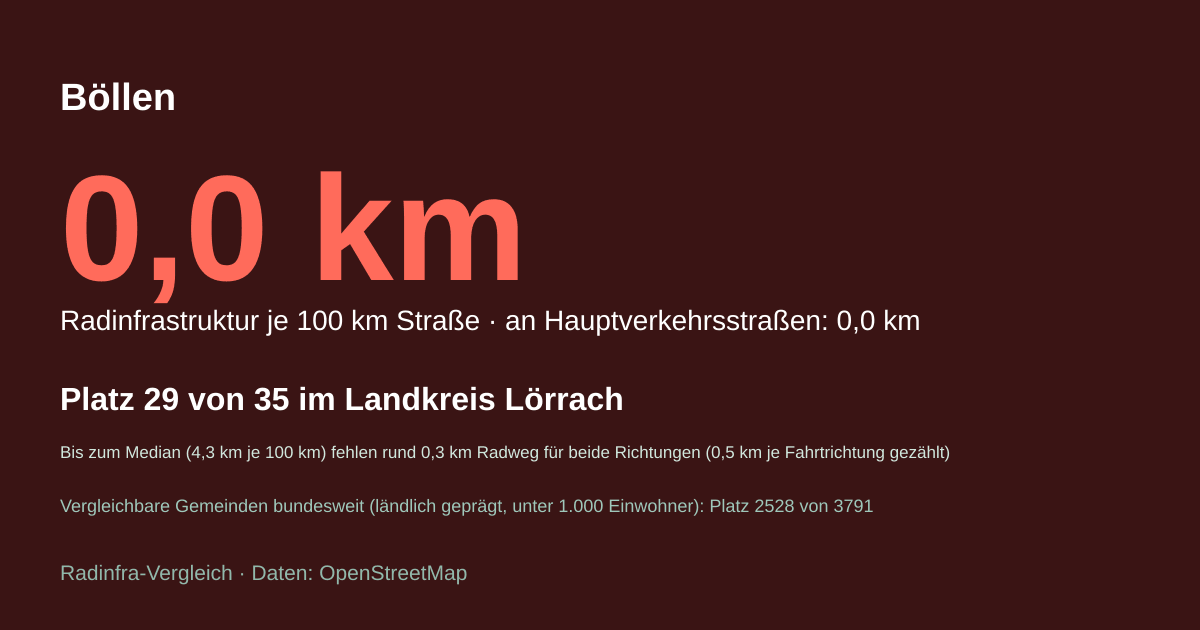 Böllen
0,0 km
Radinfrastruktur je 100 km Straße · an Hauptverkehrsstraßen: 0,0 km
Platz 29 von 35 im Landkreis Lörrach
Bis zum Median (4,3 km je 100 km) fehlen rund 0,3 km Radweg für beide Richtungen (0,5 km je Fahrtrichtung gezählt)
Vergleichbare Gemeinden bundesweit (ländlich geprägt, unter 1.000 Einwohner): Platz 2528 von 3791
Radinfra-Vergleich · Daten: OpenStreetMap